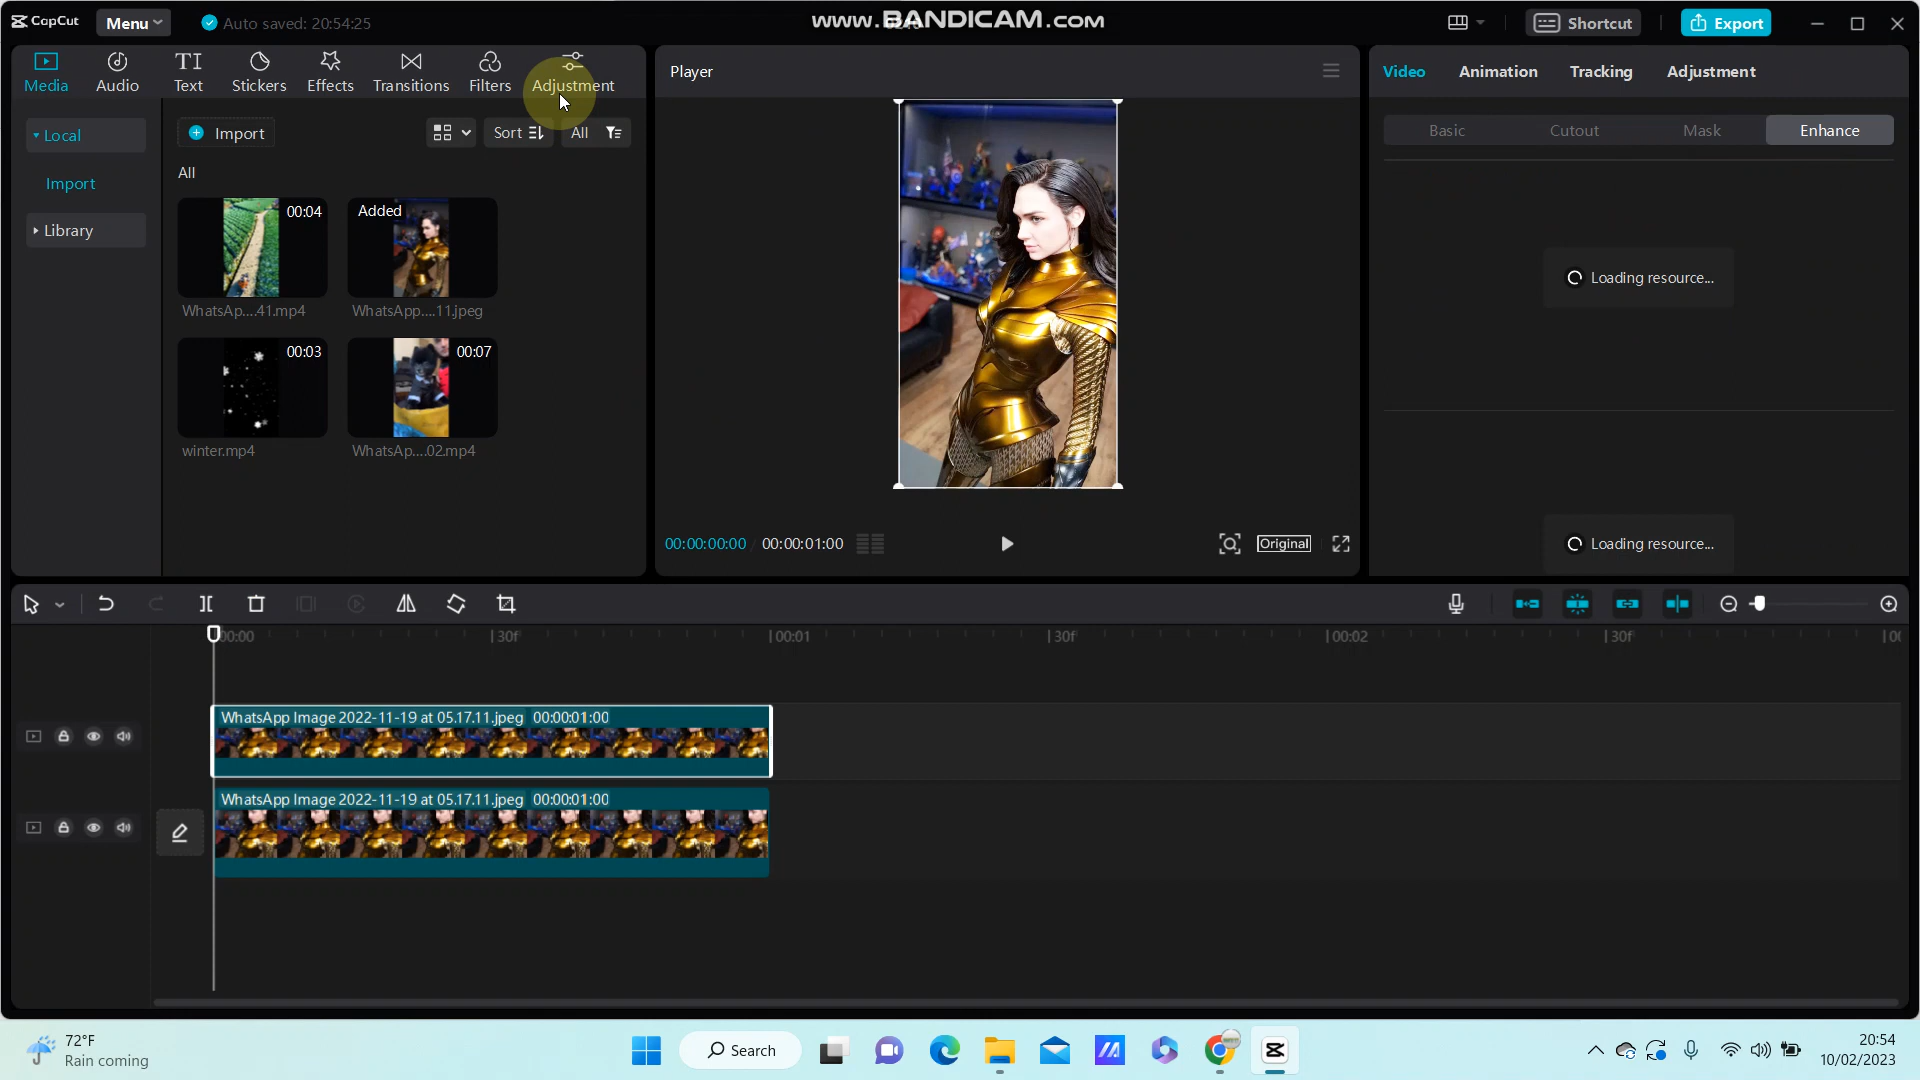 CapCut
Menu
Auto saved: 20:54:25
www.BANDICAM.com
Shortcut
Export
Media
Audio
Text
Stickers
Effects
Transitions
Filters
Adjustment
Local
Import
Library
Import
Sort
All
All
00:04
WhatsAp....41.mp4
Added
WhatsApp....11.jpeg
00:03
winter.mp4
00:07
WhatsAp....02.mp4
Player
00:00:00:00
00:00:01:00
Original
Video
Animation
Tracking
Adjustment
Basic
Cutout
Mask
Enhance
Loading resource...
Loading resource...
00:00
30f
00:01
30f
00:02
30f
WhatsApp Image 2022-11-19 at 05.17.11.jpeg 00:00:01:00
WhatsApp Image 2022-11-19 at 05.17.11.jpeg 00:00:01:00
72°F
Rain coming
Search
20:54
10/02/2023